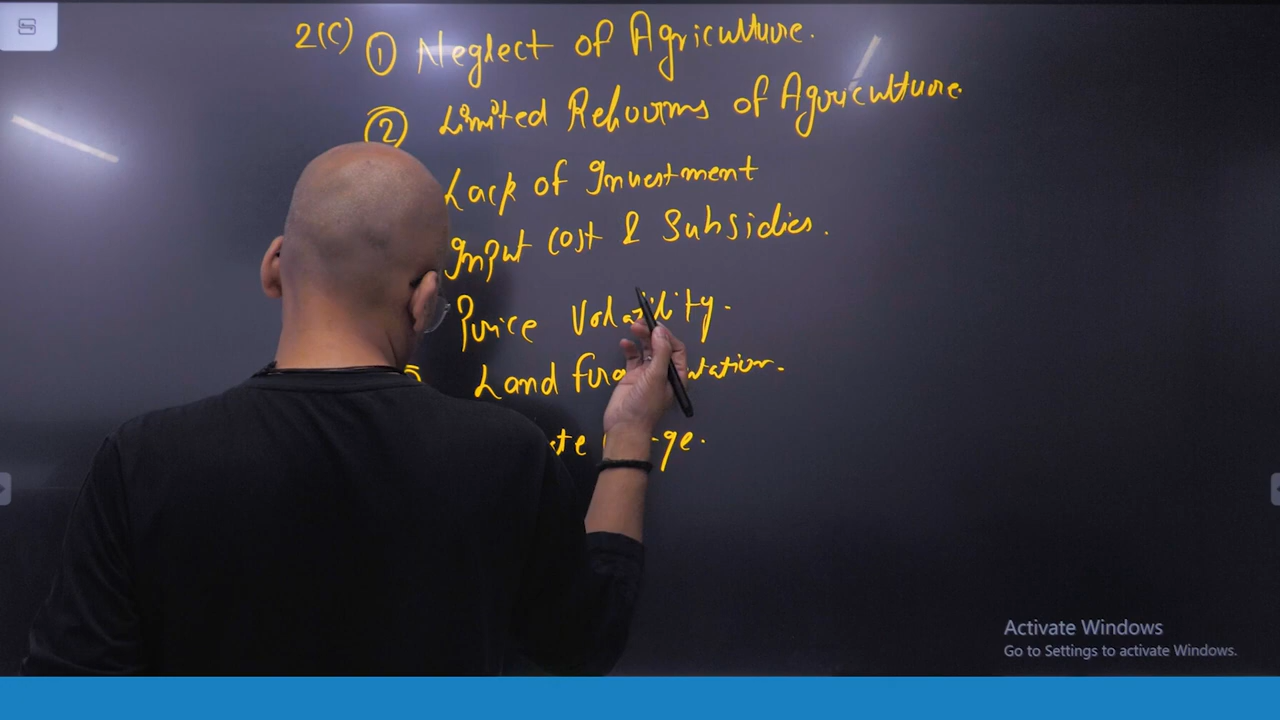 2(C) ① Neglect of Agriculture.
② Limited Reforms of Agriculture.
Lack of Investment
Input Cost & Subsidies.
Price Volatility.
Land
Activate Windows
Go to Settings to activate Windows.